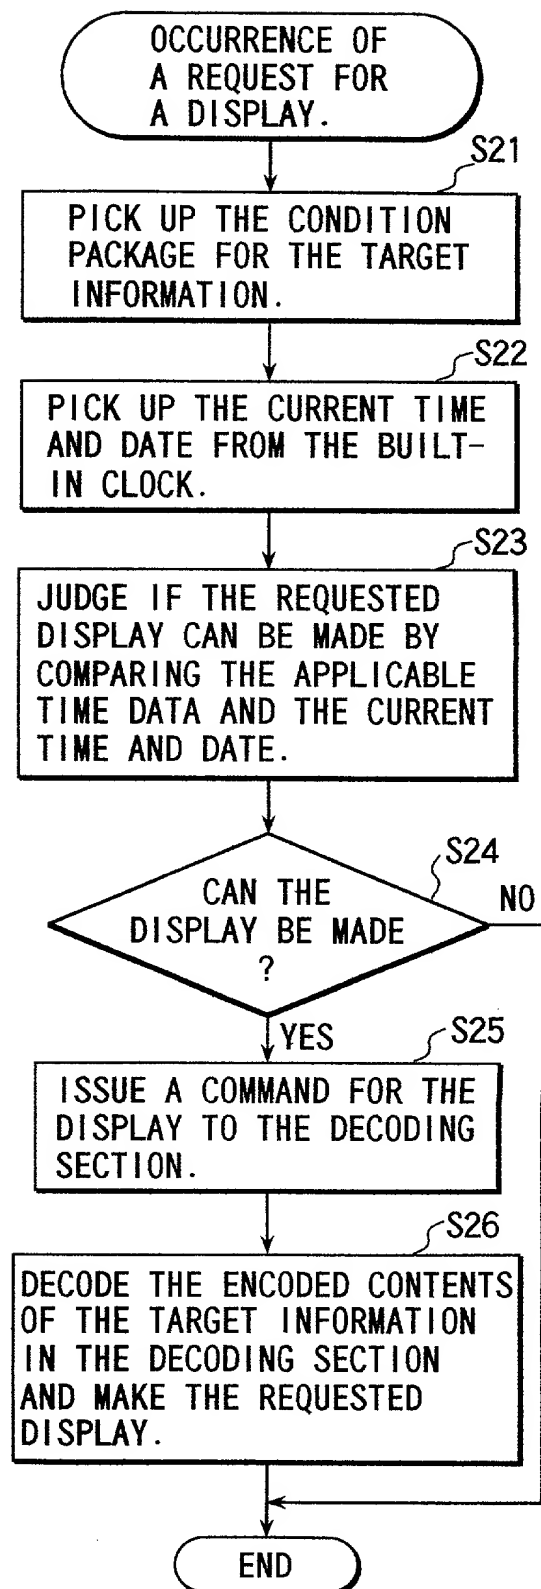 OCCURRENCE OF
A REQUEST FOR
A DISPLAY.
S21
PICK UP THE CONDITION
PACKAGE FOR THE TARGET
INFORMATION.
S22
PICK UP THE CURRENT TIME
AND DATE FROM THE BUILT-
IN CLOCK.
S23
JUDGE IF THE REQUESTED
DISPLAY CAN BE MADE BY
COMPARING THE APPLICABLE
TIME DATA AND THE CURRENT
TIME AND DATE.
S24
CAN THE
DISPLAY BE MADE
?
NO
YES
S25
ISSUE A COMMAND FOR THE
DISPLAY TO THE DECODING
SECTION.
S26
DECODE THE ENCODED CONTENTS
OF THE TARGET INFORMATION
IN THE DECODING SECTION
AND MAKE THE REQUESTED
DISPLAY.
END